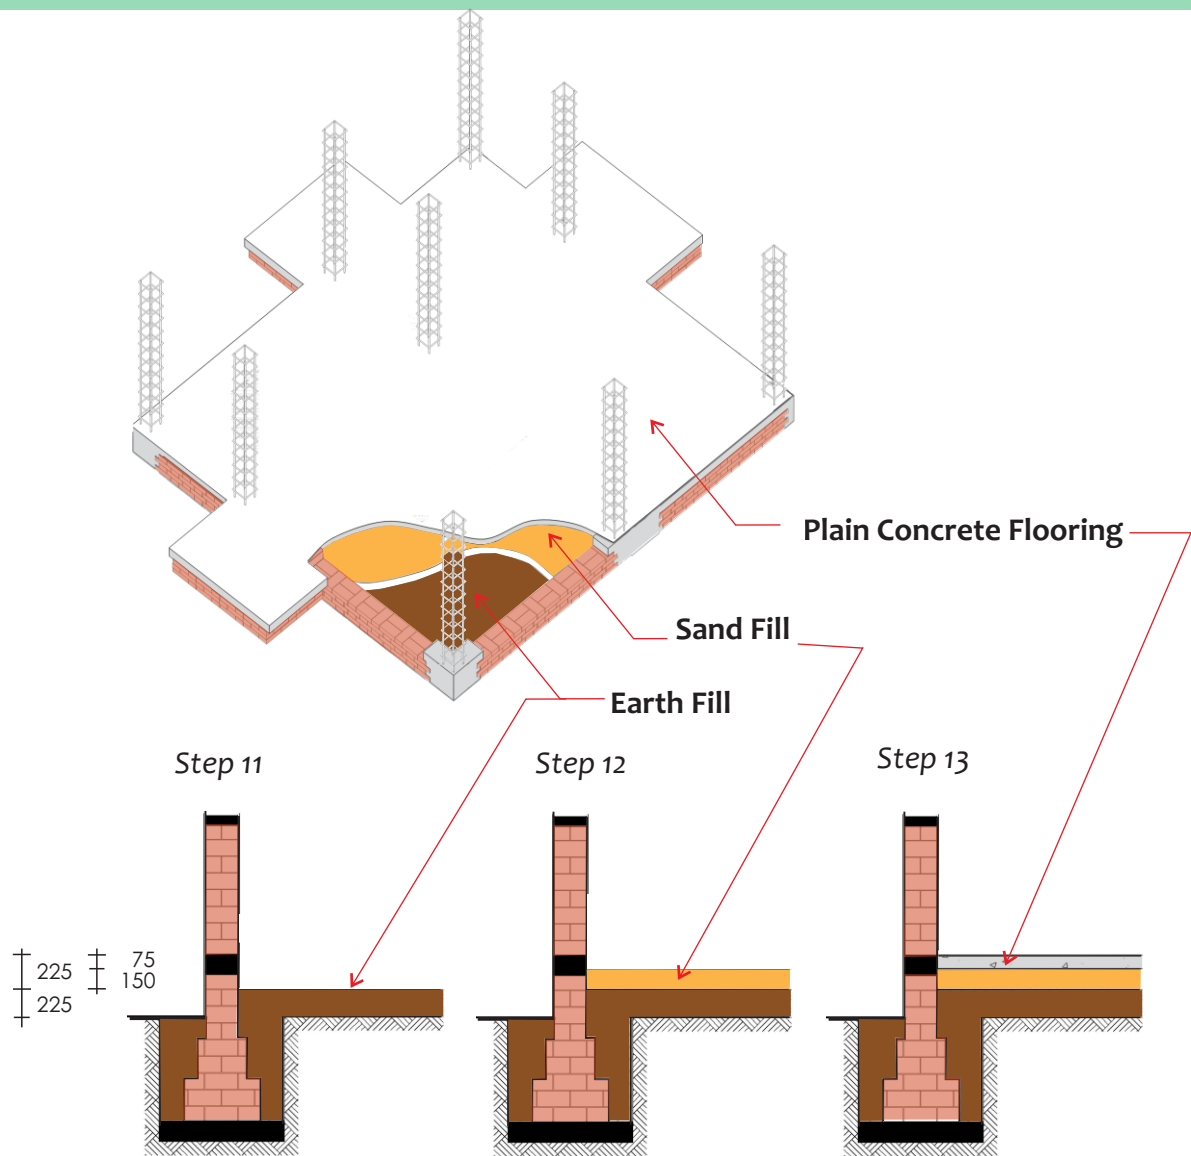 Plain Concrete Flooring
Sand Fill
Earth Fill
Step 11
Step 12
Step 13
75
225
150
225